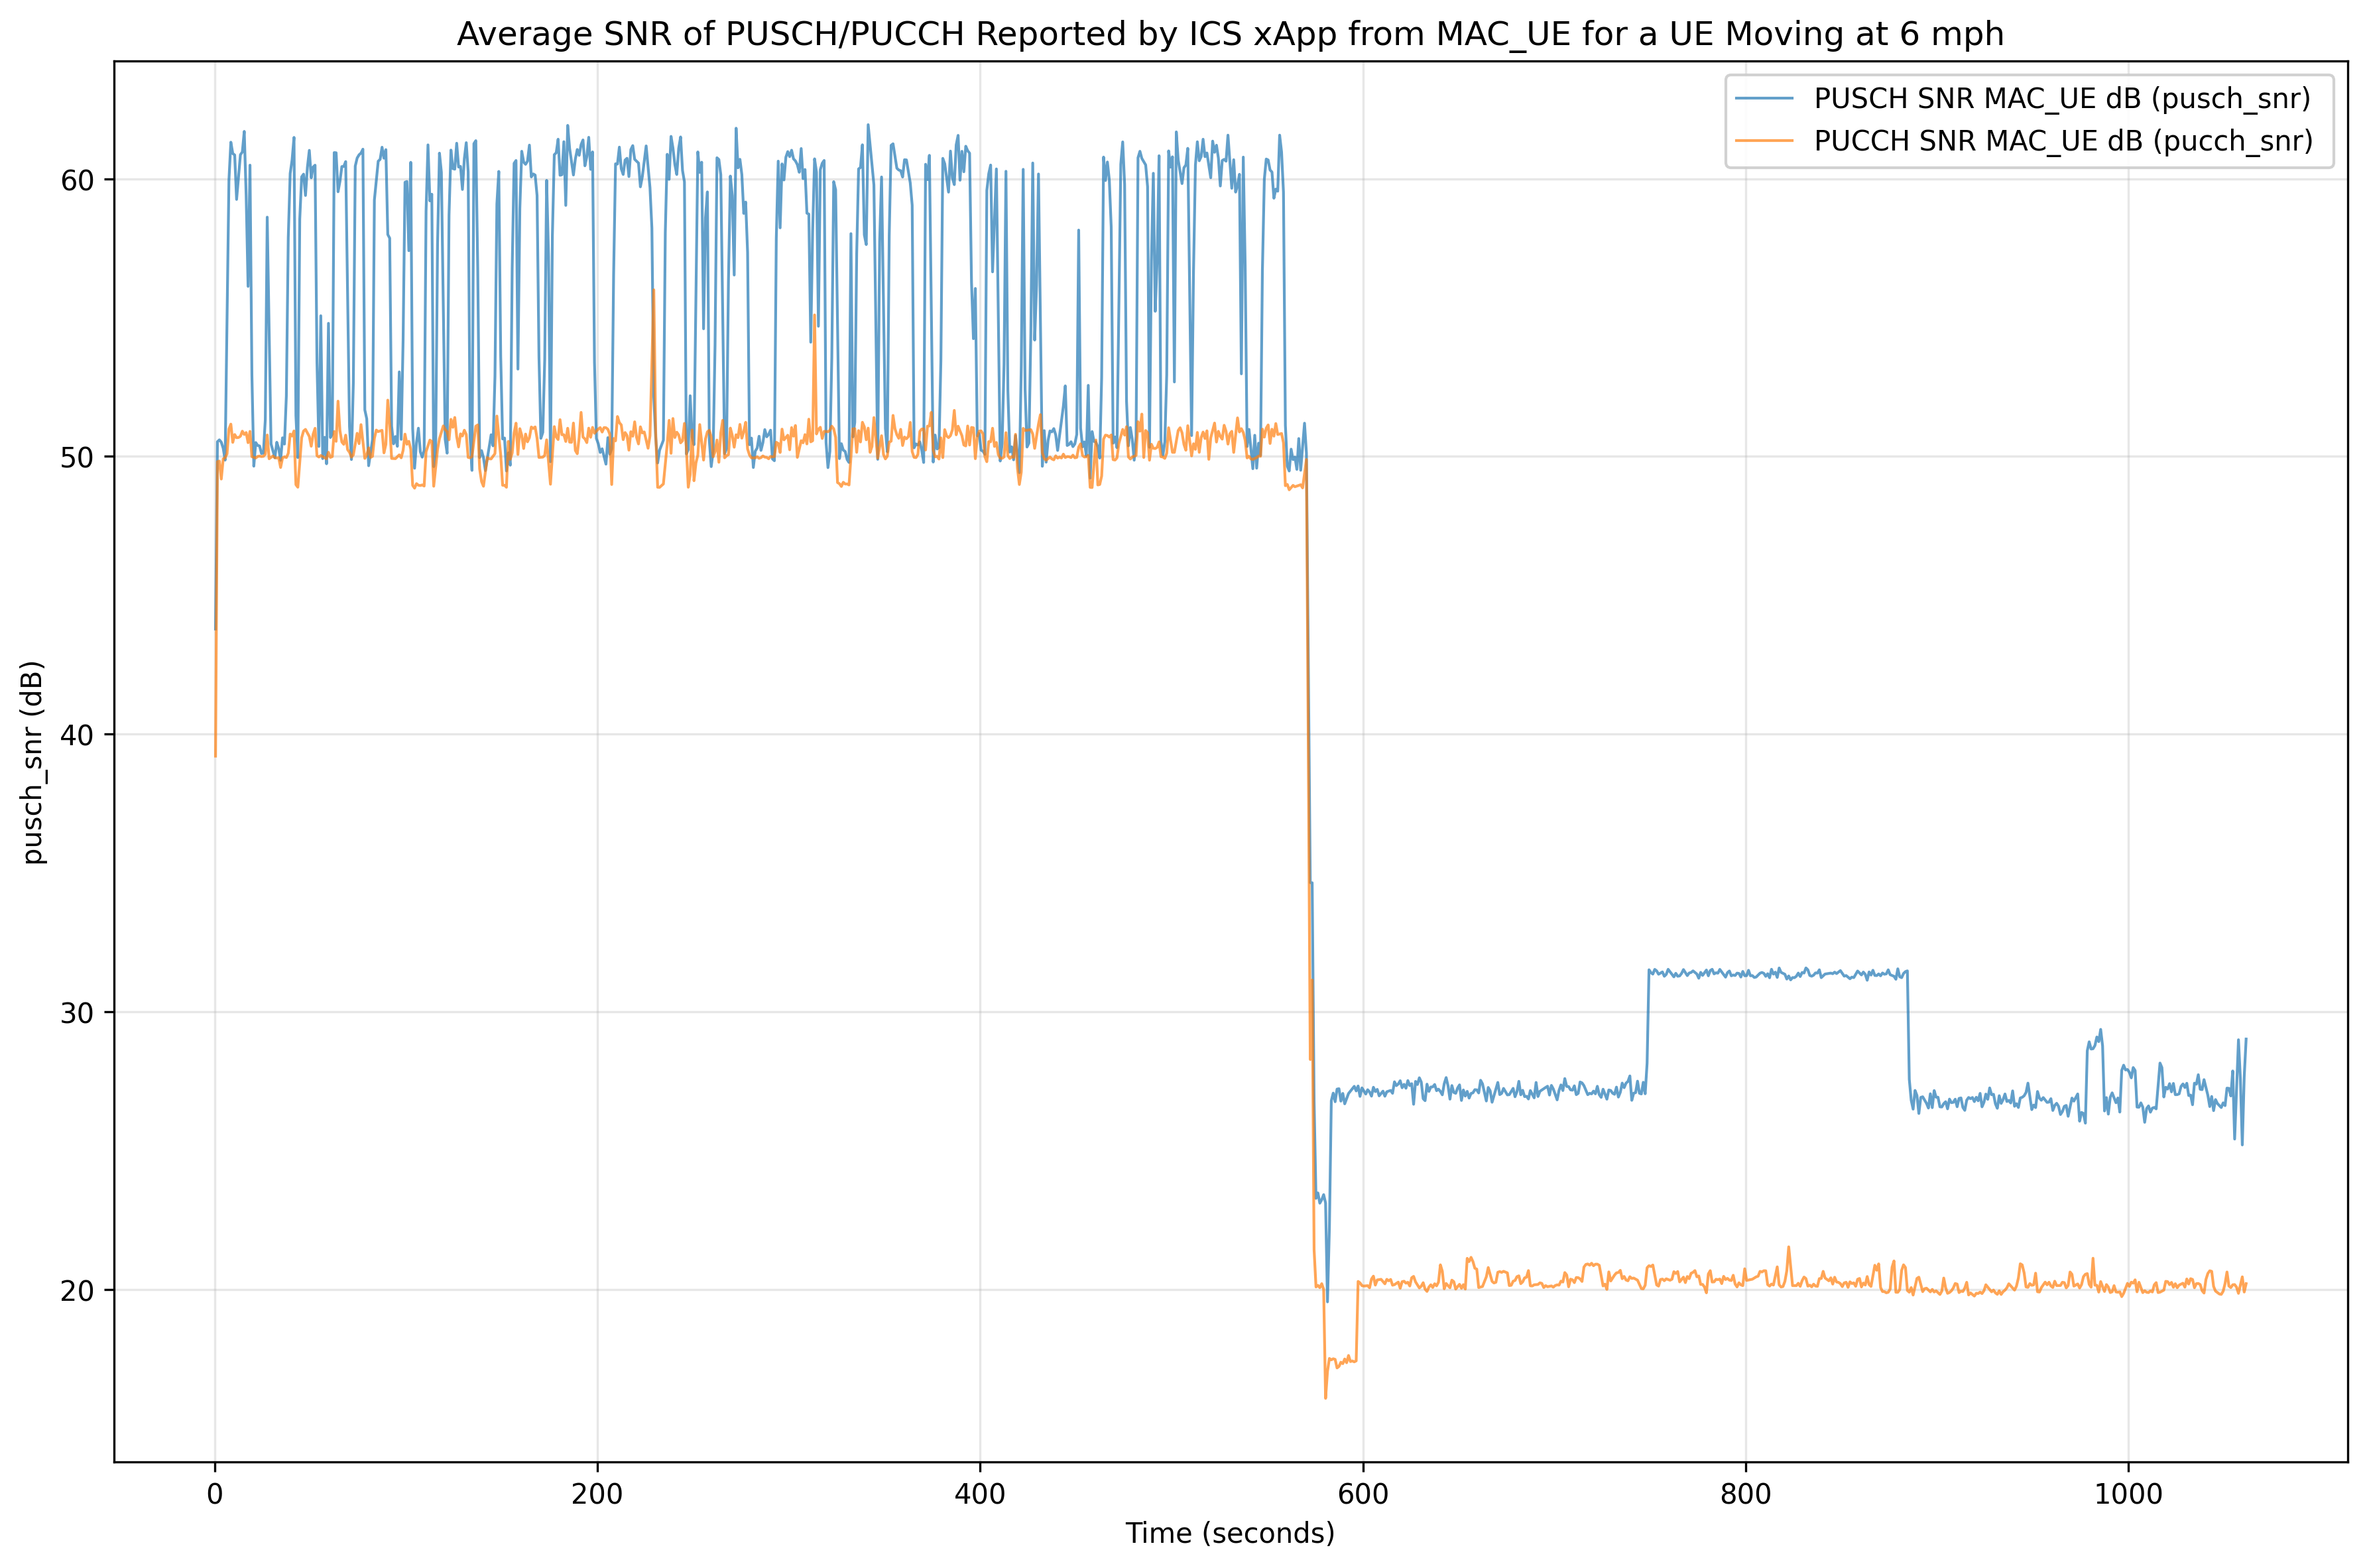 Average SNR of PUSCH/PUCCH Reported by ICS xApp from MAC_UE for a UE Moving at 6 mph
PUSCH SNR MAC_UE dB (pusch_snr)
PUCCH SNR MAC_UE dB (pucch_snr)
pusch_snr (dB)
60
50
40
30
20
0 200 400 600 800 1000
Time (seconds)